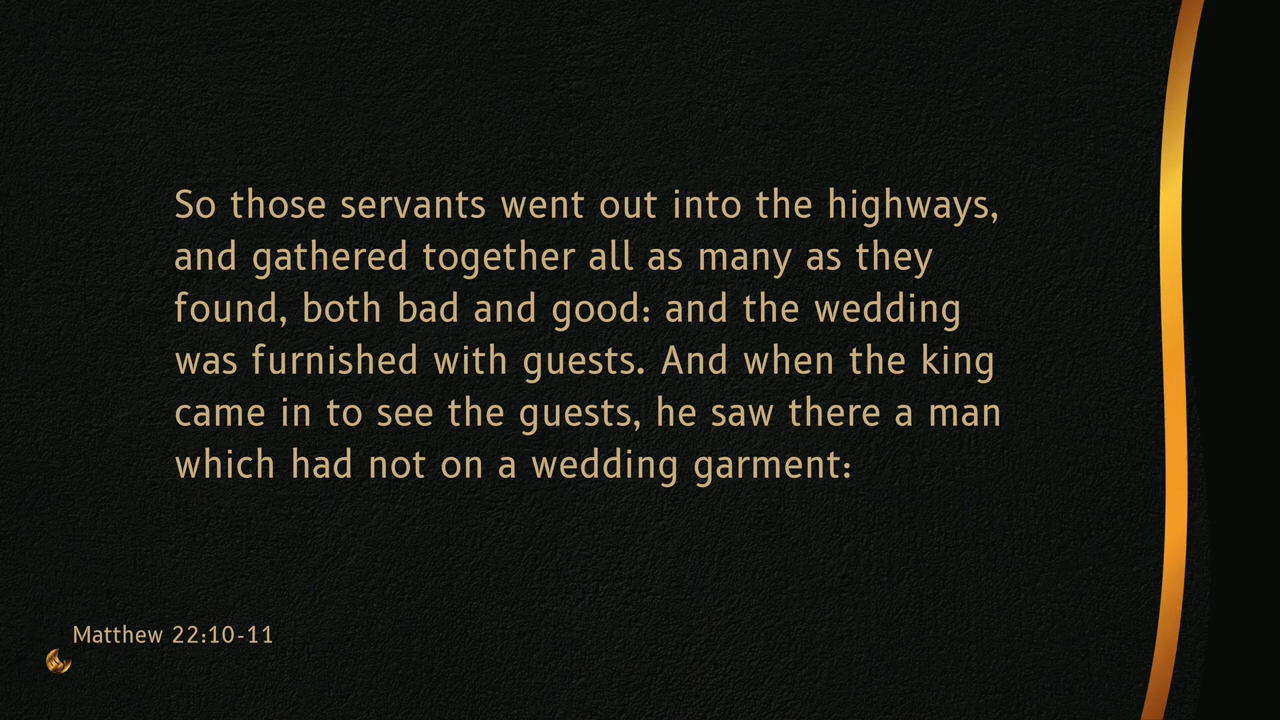 So those servants went out into the highways,
and gathered together all as many as they
found, both bad and good: and the wedding
was furnished with guests. And when the king
came in to see the guests, he saw there a man
which had not on a wedding garment:
Matthew 22:10-11